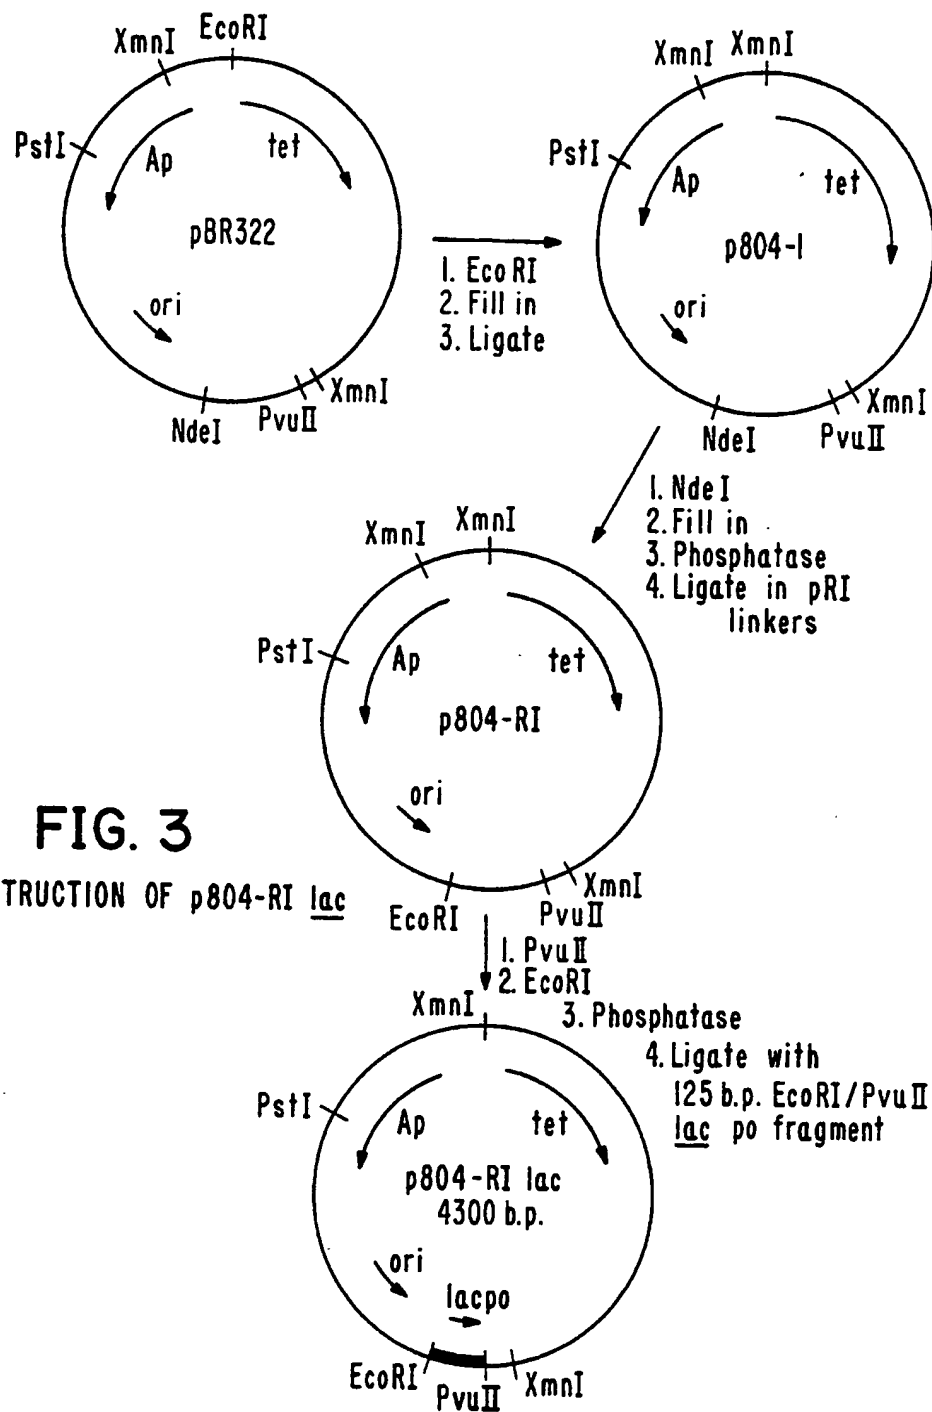 XmnI
EcoRI
PstI
Ap
tet
pBR322
ori
NdeI
PvuII
XmnI
1. EcoRI
2. Fill in
3. Ligate
XmnI
XmnI
PstI
Ap
tet
p804-I
ori
NdeI
PvuII
XmnI
1. NdeI
2. Fill in
3. Phosphatase
4. Ligate in pRI
linkers
XmnI
XmnI
PstI
Ap
tet
p804-RI
ori
EcoRI
PvuII
XmnI
FIG. 3
TRUCTION OF p804-RI lac
1. PvuII
2. EcoRI
3. Phosphatase
4. Ligate with
125 b.p. EcoRI/PvuII
lac po fragment
XmnI
PstI
Ap
tet
p804-RI lac
4300 b.p.
ori
lacpo
EcoRI
PvuII
XmnI